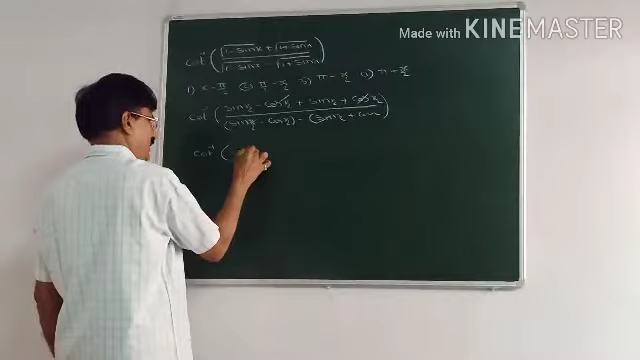 Made with KINEMASTER
cot⁻¹ ( (√1-sinx + √1+sinx) / (√1-sinx - √1+sinx) )
1) x - π/2 2) π/2 - x/2 3) π - x/2 4) π + x/2
cot⁻¹ ( (sin x/2 - cos x/2 + sin x/2 + cos x/2) / ((sin x/2 - cos x/2) - (sin x/2 + cos
cot⁻¹ (